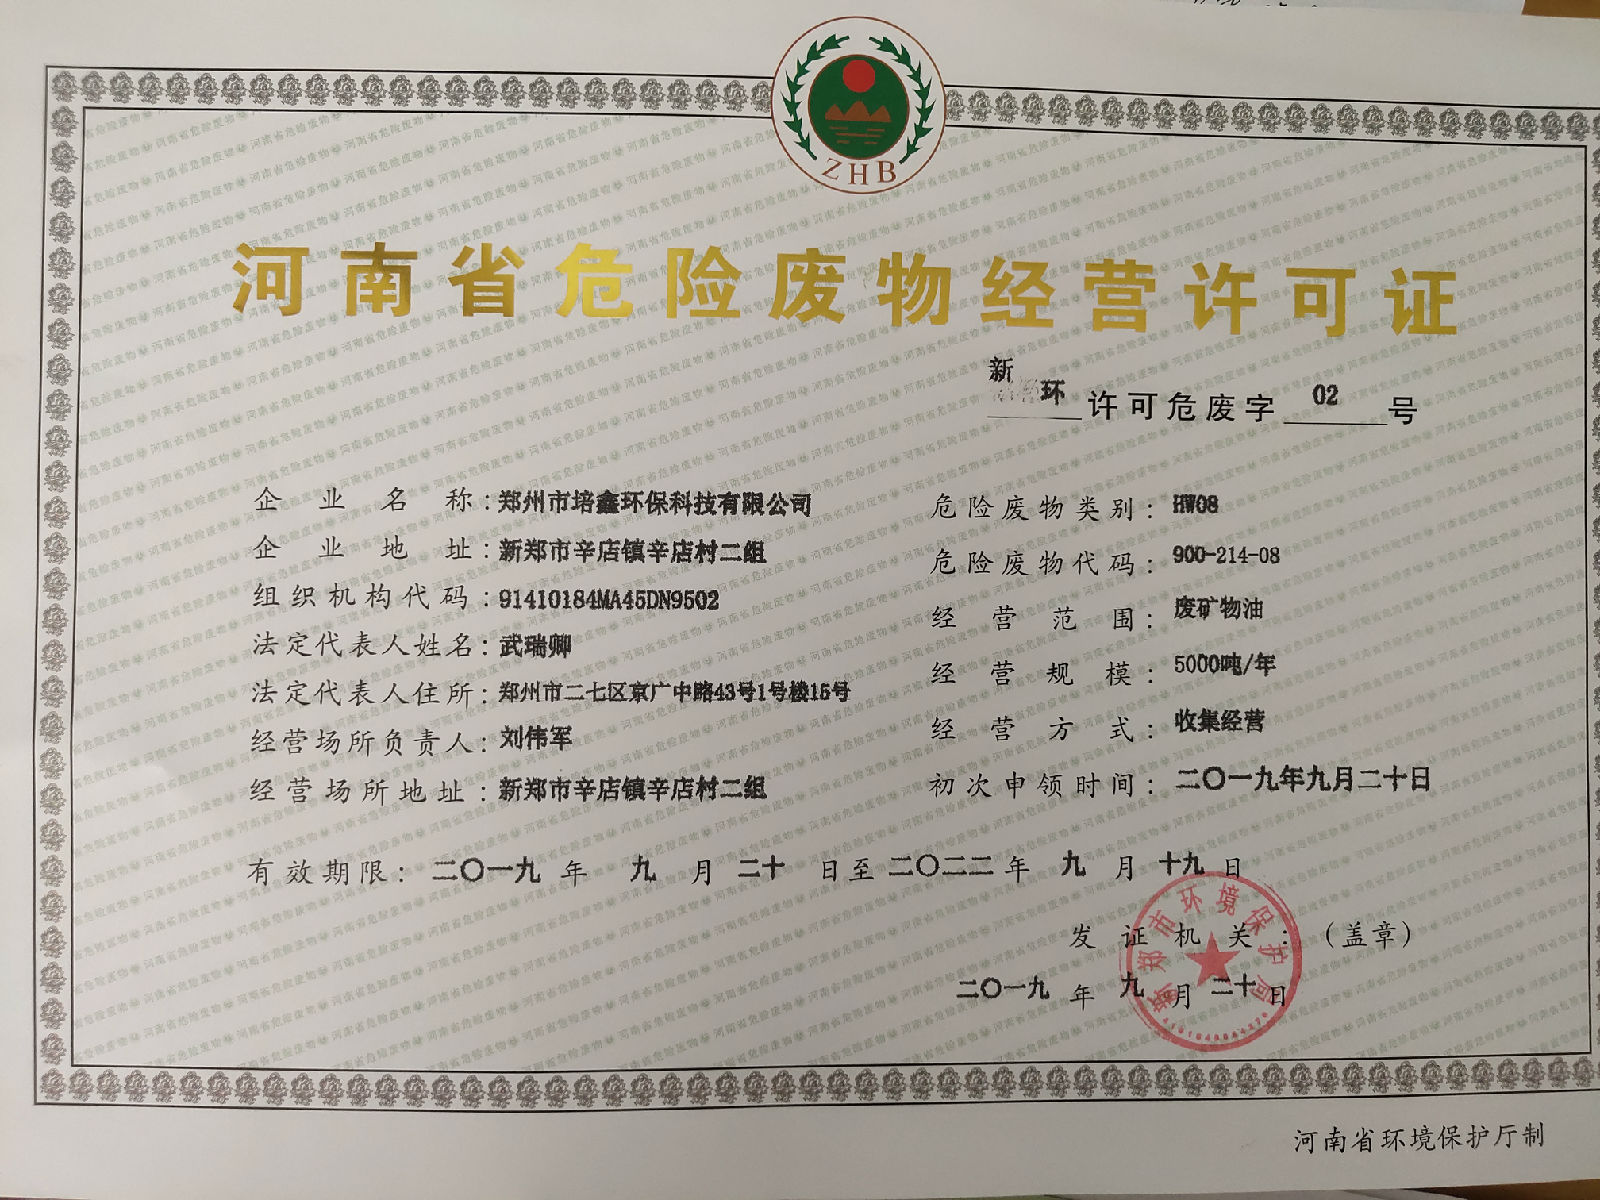 ZHB
河南省危险废物经营许可证
新 环 许可危废字 02 号
企业名称：郑州市培鑫环保科技有限公司
企业地址：新郑市辛店镇辛店村二组
组织机构代码：91410184MA45DN9502
法定代表人姓名：武瑞卿
法定代表人住所：郑州市二七区京广中路43号1号楼15号
经营场所负责人：刘伟军
经营场所地址：新郑市辛店镇辛店村二组
危险废物类别：HW08
危险废物代码：900-214-08
经营范围：废矿物油
经营规模：5000吨/年
经营方式：收集经营
初次申领时间：二〇一九年九月二十日
有效期限：二〇一九 年 九 月 二十 日至 二〇二二 年 九 月 十九 日
发证机关：（盖章）
二〇一九 年 九 月 二十 日
新郑市环境保护局
河南省环境保护厅制